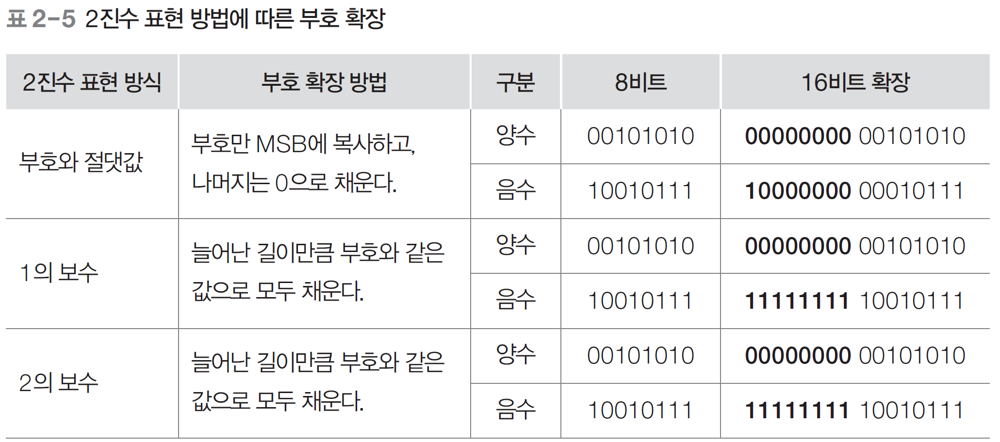 표 2-5 2진수 표현 방법에 따른 부호 확장
2진수 표현 방식 부호 확장 방법 구분 8비트 16비트 확장
부호와 절댓값
부호만 MSB에 복사하고,
나머지는 0으로 채운다.
양수 00101010 00000000 00101010
음수 10010111 10000000 00010111
1의 보수
늘어난 길이만큼 부호와 같은
값으로 모두 채운다.
양수 00101010 00000000 00101010
음수 10010111 11111111 10010111
2의 보수
늘어난 길이만큼 부호와 같은
값으로 모두 채운다.
양수 00101010 00000000 00101010
음수 10010111 11111111 10010111